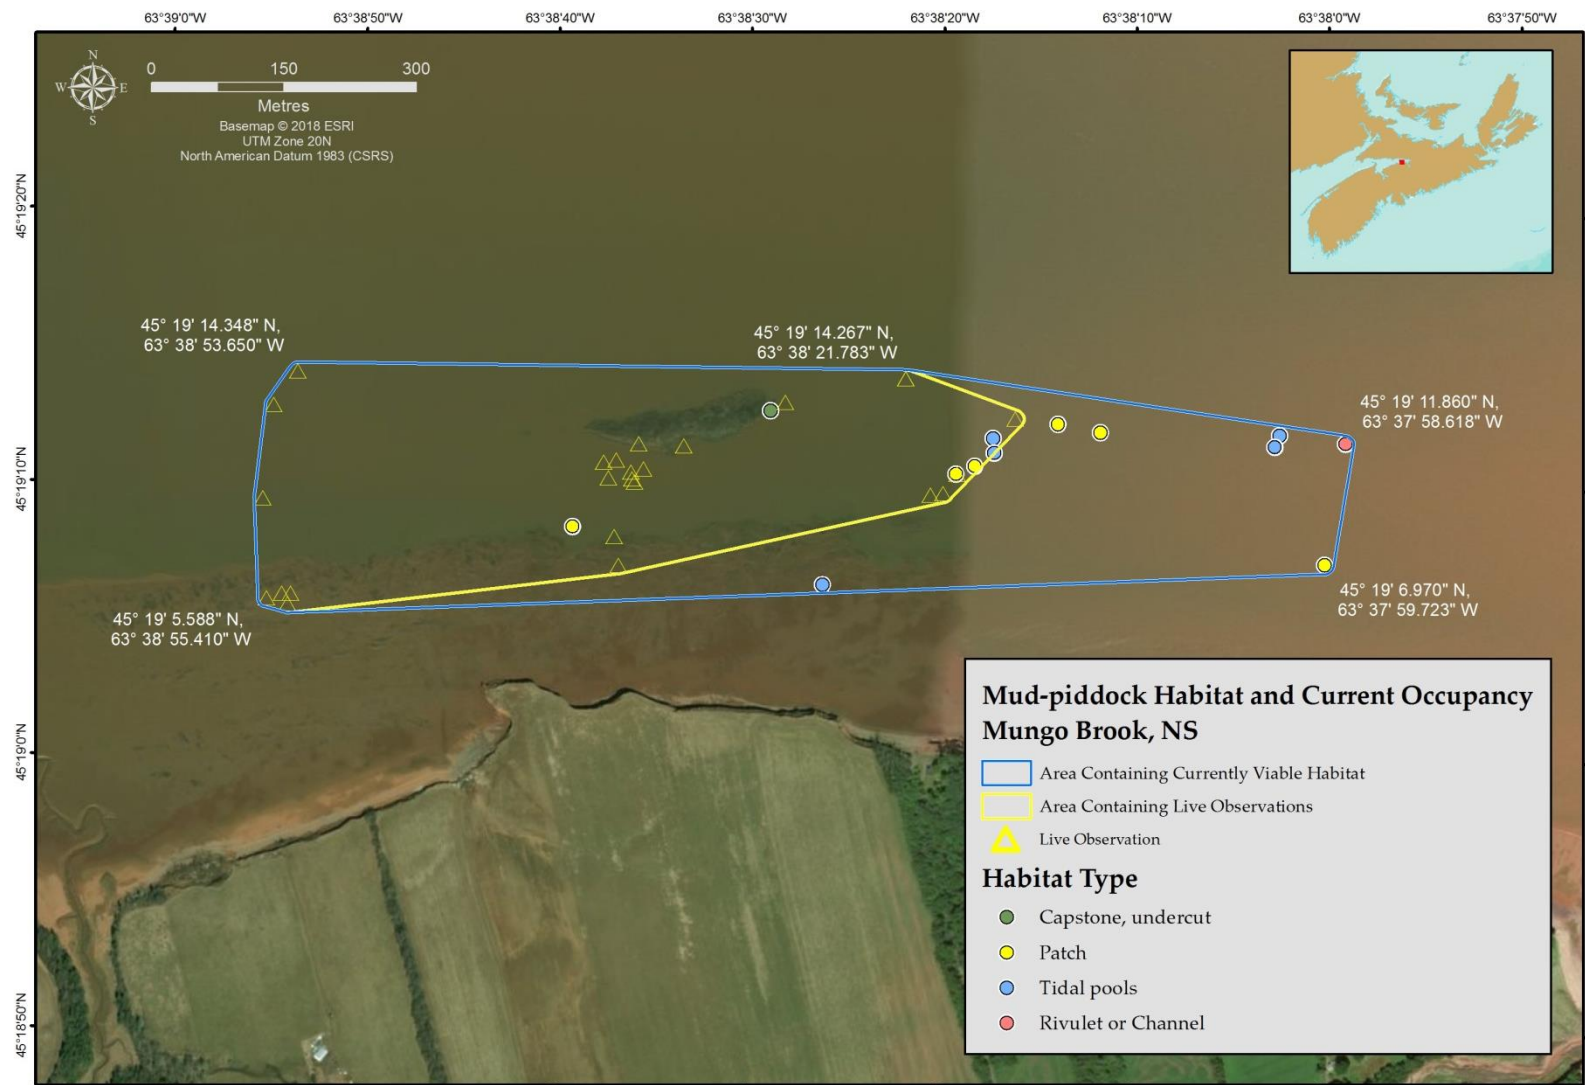 63°39'0"W 63°38'50"W 63°38'40"W 63°38'30"W 63°38'20"W 63°38'10"W 63°38'0"W 63°37'50"W
N
W E
S
0 150 300
Metres
Basemap © 2018 ESRI
UTM Zone 20N
North American Datum 1983 (CSRS)
45°19'20"N
45°19'10"N
45°19'0"N
45°18'50"N
45° 19' 14.348" N,
63° 38' 53.650" W
45° 19' 14.267" N,
63° 38' 21.783" W
45° 19' 11.860" N,
63° 37' 58.618" W
45° 19' 6.970" N,
63° 37' 59.723" W
45° 19' 5.588" N,
63° 38' 55.410" W
Mud-piddock Habitat and Current Occupancy
Mungo Brook, NS
Area Containing Currently Viable Habitat
Area Containing Live Observations
Live Observation
Habitat Type
Capstone, undercut
Patch
Tidal pools
Rivulet or Channel